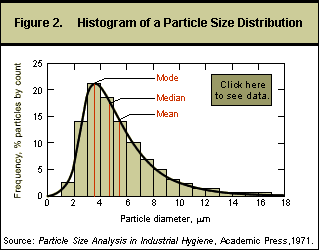 Figure 2. Histogram of a Particle Size Distribution
Frequency, % particles by count
25
20
15
10
5
0
Mode
Median
Mean
Click here
to see data.
0 2 4 6 8 10 12 14 16 18
Particle diameter, μm
Source: Particle Size Analysis in Industrial Hygiene, Academic Press,1971.